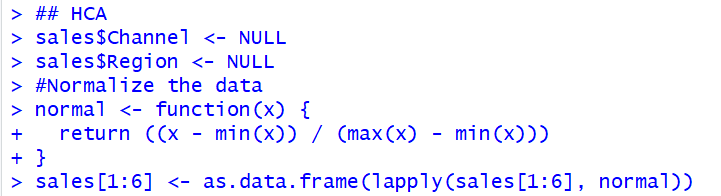 > ## HCA
> sales$Channel <- NULL
> sales$Region <- NULL
> #Normalize the data
> normal <- function(x) {
+   return ((x - min(x)) / (max(x) - min(x)))
+ }
> sales[1:6] <- as.data.frame(lapply(sales[1:6], normal))